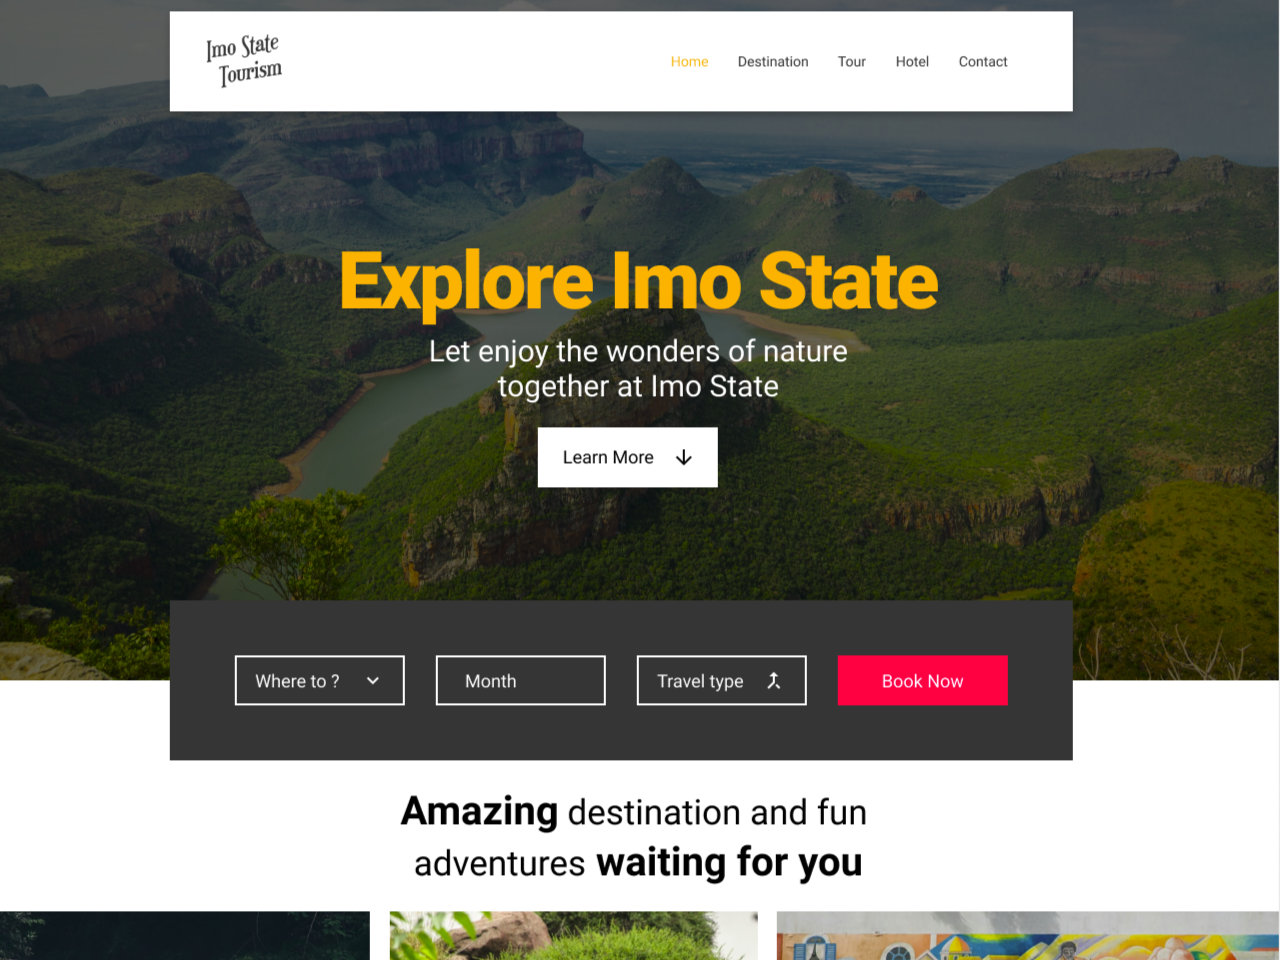 Imo State
Tourism
Home
Destination
Tour
Hotel
Contact
Explore Imo State
Let enjoy the wonders of nature
together at Imo State
Learn More
Where to ?
Month
Travel type
Book Now
Amazing destination and fun
adventures waiting for you